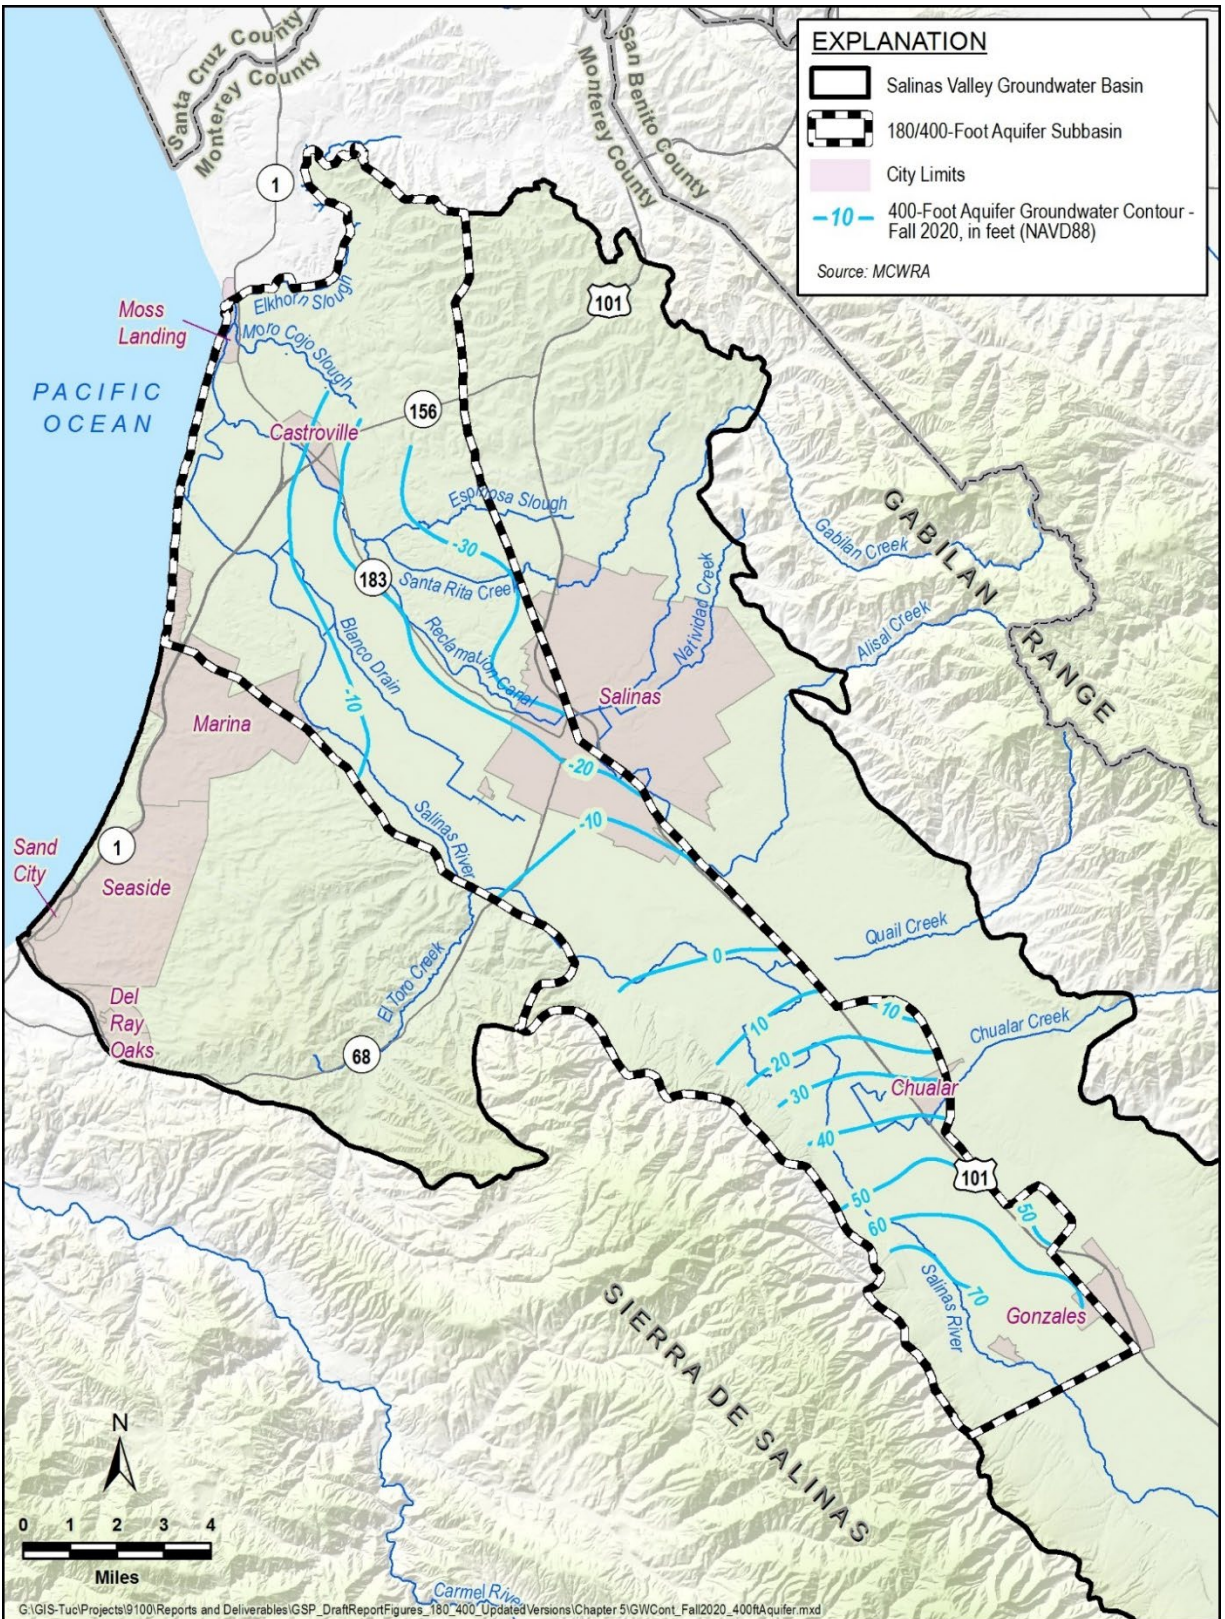 Santa Cruz County
Monterey County
San Benito County
Monterey County
EXPLANATION
Salinas Valley Groundwater Basin
180/400-Foot Aquifer Subbasin
City Limits
-10
400-Foot Aquifer Groundwater Contour -
Fall 2020, in feet (NAVD88)
Source: MCWRA
1
Elkhorn Slough
101
Moss
Landing
Moro Cojo Slough
PACIFIC
OCEAN
156
Castroville
Espinosa Slough
GABILAN
RANGE
Gabilan Creek
-30
183
Santa Rita Creek
Natividad Creek
Alisal Creek
Blanco Drain
Reclamation Canal
-10
Salinas
Marina
-20
-10
Salinas River
Sand
City
1
Seaside
Quail Creek
0
El Toro Creek
Del
Ray
Oaks
10
10
Chualar Creek
68
20
30
Chualar
40
101
50
50
60
70
Salinas River
Gonzales
SIERRA DE SALINAS
N
0 1 2 3 4
Miles
Carmel River
G:\GIS-Tuc\Projects\9100\Reports and Deliverables\GSP_DraftReportFigures_180_400_UpdatedVersions\Chapter 5\GWCont_Fall2020_400ftAquifer.mxd